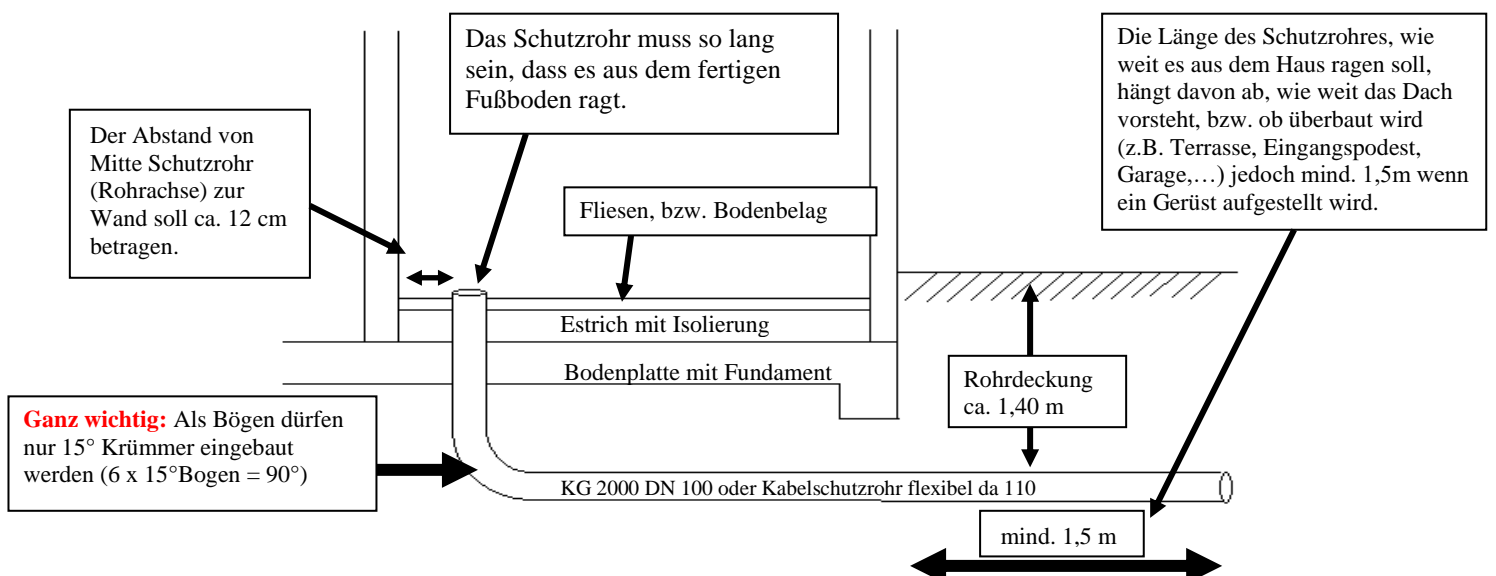 Das Schutzrohr muss so lang
sein, dass es aus dem fertigen
Fußboden ragt.
Die Länge des Schutzrohres, wie
weit es aus dem Haus ragen soll,
hängt davon ab, wie weit das Dach
vorsteht, bzw. ob überbaut wird
(z.B. Terrasse, Eingangspodest,
Garage,…) jedoch mind. 1,5m wenn
ein Gerüst aufgestellt wird.
Der Abstand von
Mitte Schutzrohr
(Rohrachse) zur
Wand soll ca. 12 cm
betragen.
Fliesen, bzw. Bodenbelag
Estrich mit Isolierung
Bodenplatte mit Fundament
Rohrdeckung
ca. 1,40 m
Ganz wichtig: Als Bögen dürfen
nur 15° Krümmer eingebaut
werden (6 x 15°Bogen = 90°)
KG 2000 DN 100 oder Kabelschutzrohr flexibel da 110
mind. 1,5 m